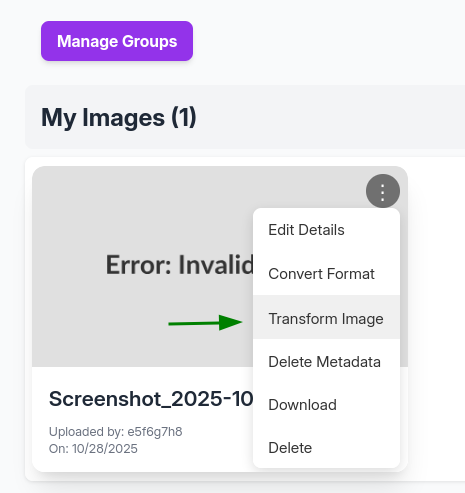 Manage Groups
My Images (1)
Error: Invalid
Edit Details
Convert Format
Transform Image
Delete Metadata
Download
Delete
Screenshot_2025-10
Uploaded by: e5f6g7h8
On: 10/28/2025